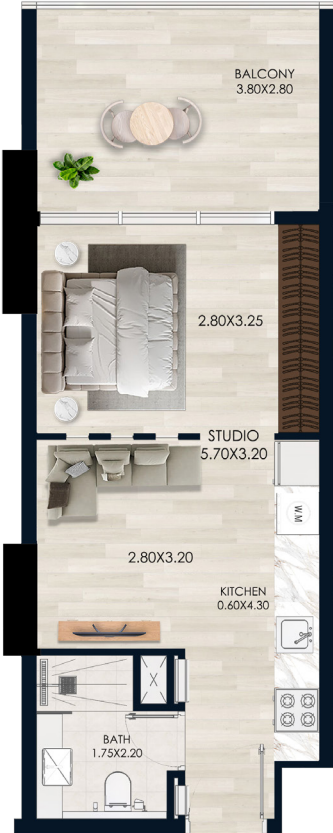 BALCONY
3.80X2.80
2.80X3.25
STUDIO
5.70X3.20
W.M
2.80X3.20
KITCHEN
0.60X4.30
BATH
1.75X2.20